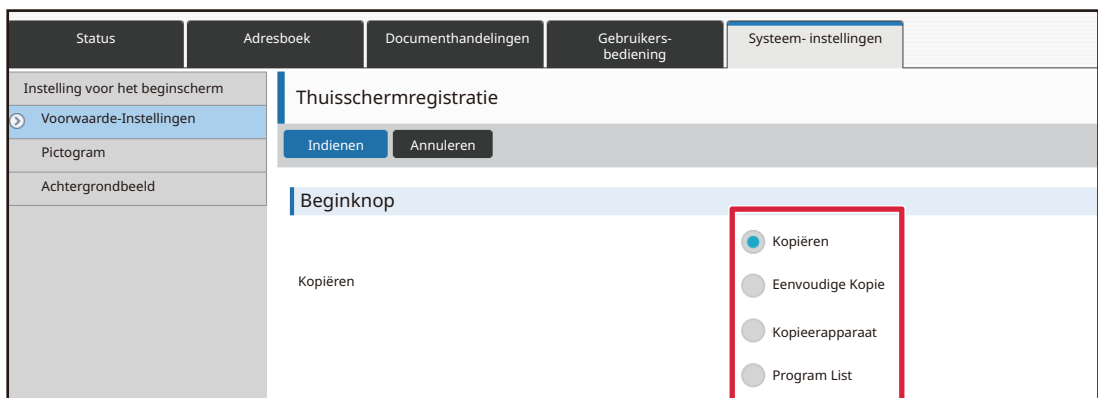 Status
Adresboek
Documenthandelingen
Gebruikers-
bediening
Systeem- instellingen
Instelling voor het beginscherm
Voorwaarde-Instellingen
Pictogram
Achtergrondbeeld
Thuisschermregistratie
Indienen
Annuleren
Beginknop
Kopiëren
Kopiëren
Eenvoudige Kopie
Kopieerapparaat
Program List